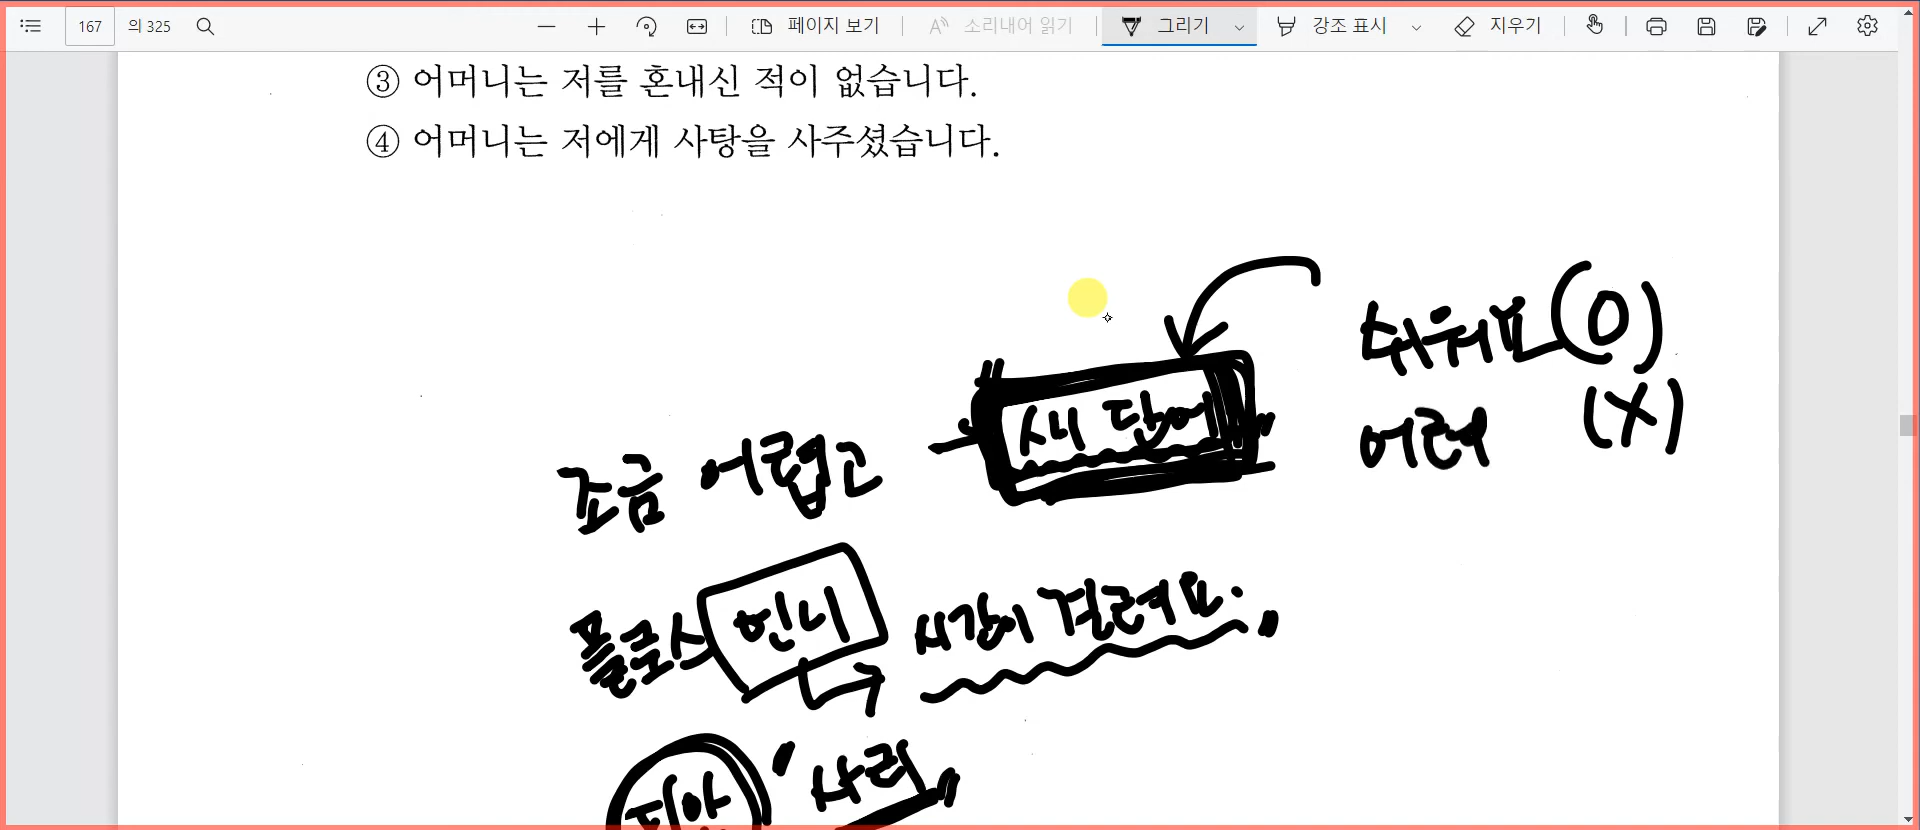 167 의 325 페이지 보기 소리내어 읽기 그리기 강조 표시 지우기
③ 어머니는 저를 혼내신 적이 없습니다.
④ 어머니는 저에게 사탕을 사주셨습니다.
쉬워요 (O)
조금 어렵고 새 단어 어려 (X)
플로스 언니 시간이 걸려요.